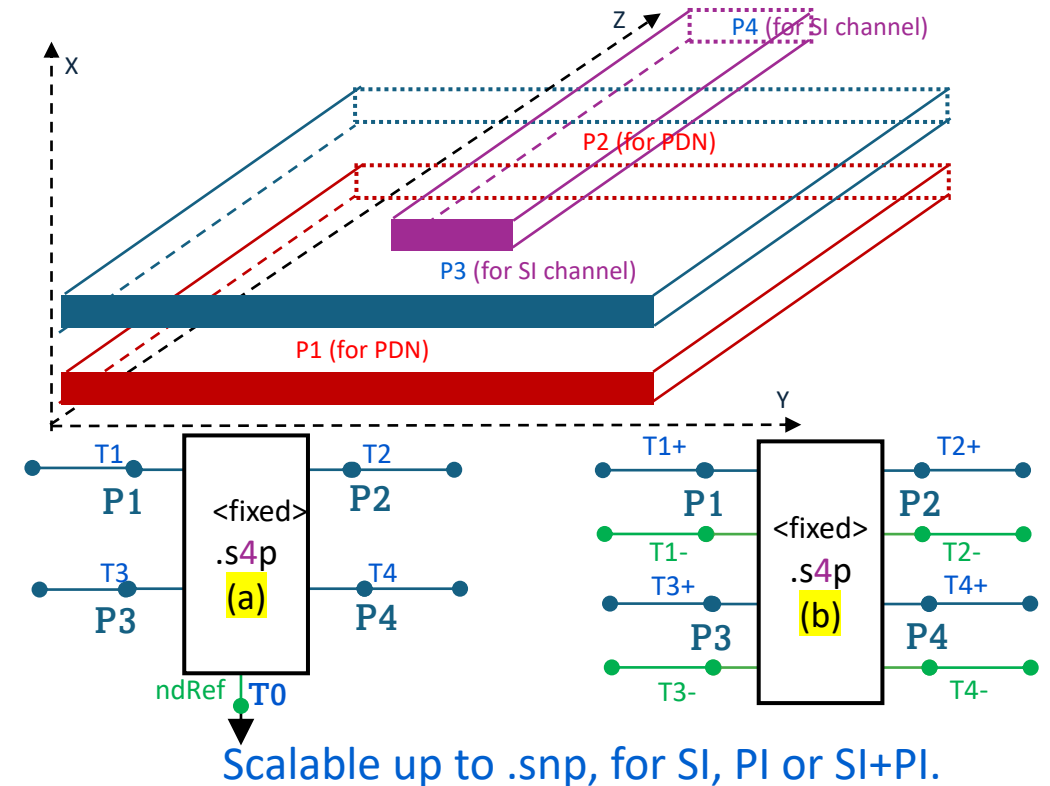 Z
P4 (for SI channel)
X
P2 (for PDN)
P3 (for SI channel)
P1 (for PDN)
Y
T1
T2
P1
P2
<fixed>
.s4p
(a)
T3
T4
P3
P4
ndRef
T0
T1+
T2+
P1
P2
<fixed>
.s4p
(b)
T1-
T2-
T3+
T4+
P3
P4
T3-
T4-
Scalable up to .snp, for SI, PI or SI+PI.